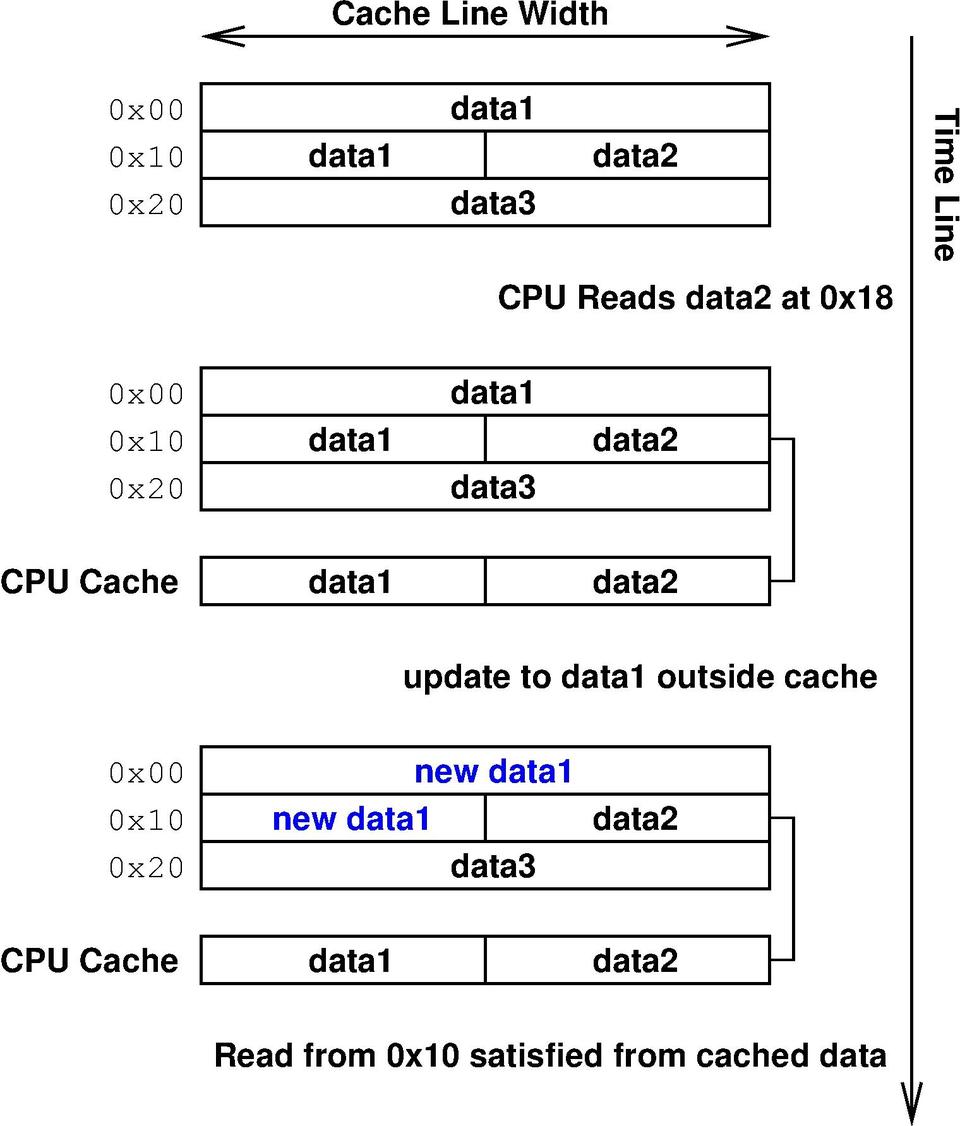 Cache Line Width
Time Line
0x00 data1
0x10 data1 data2
0x20 data3
CPU Reads data2 at 0x18
0x00 data1
0x10 data1 data2
0x20 data3
CPU Cache data1 data2
update to data1 outside cache
0x00 new data1
0x10 new data1 data2
0x20 data3
CPU Cache data1 data2
Read from 0x10 satisfied from cached data